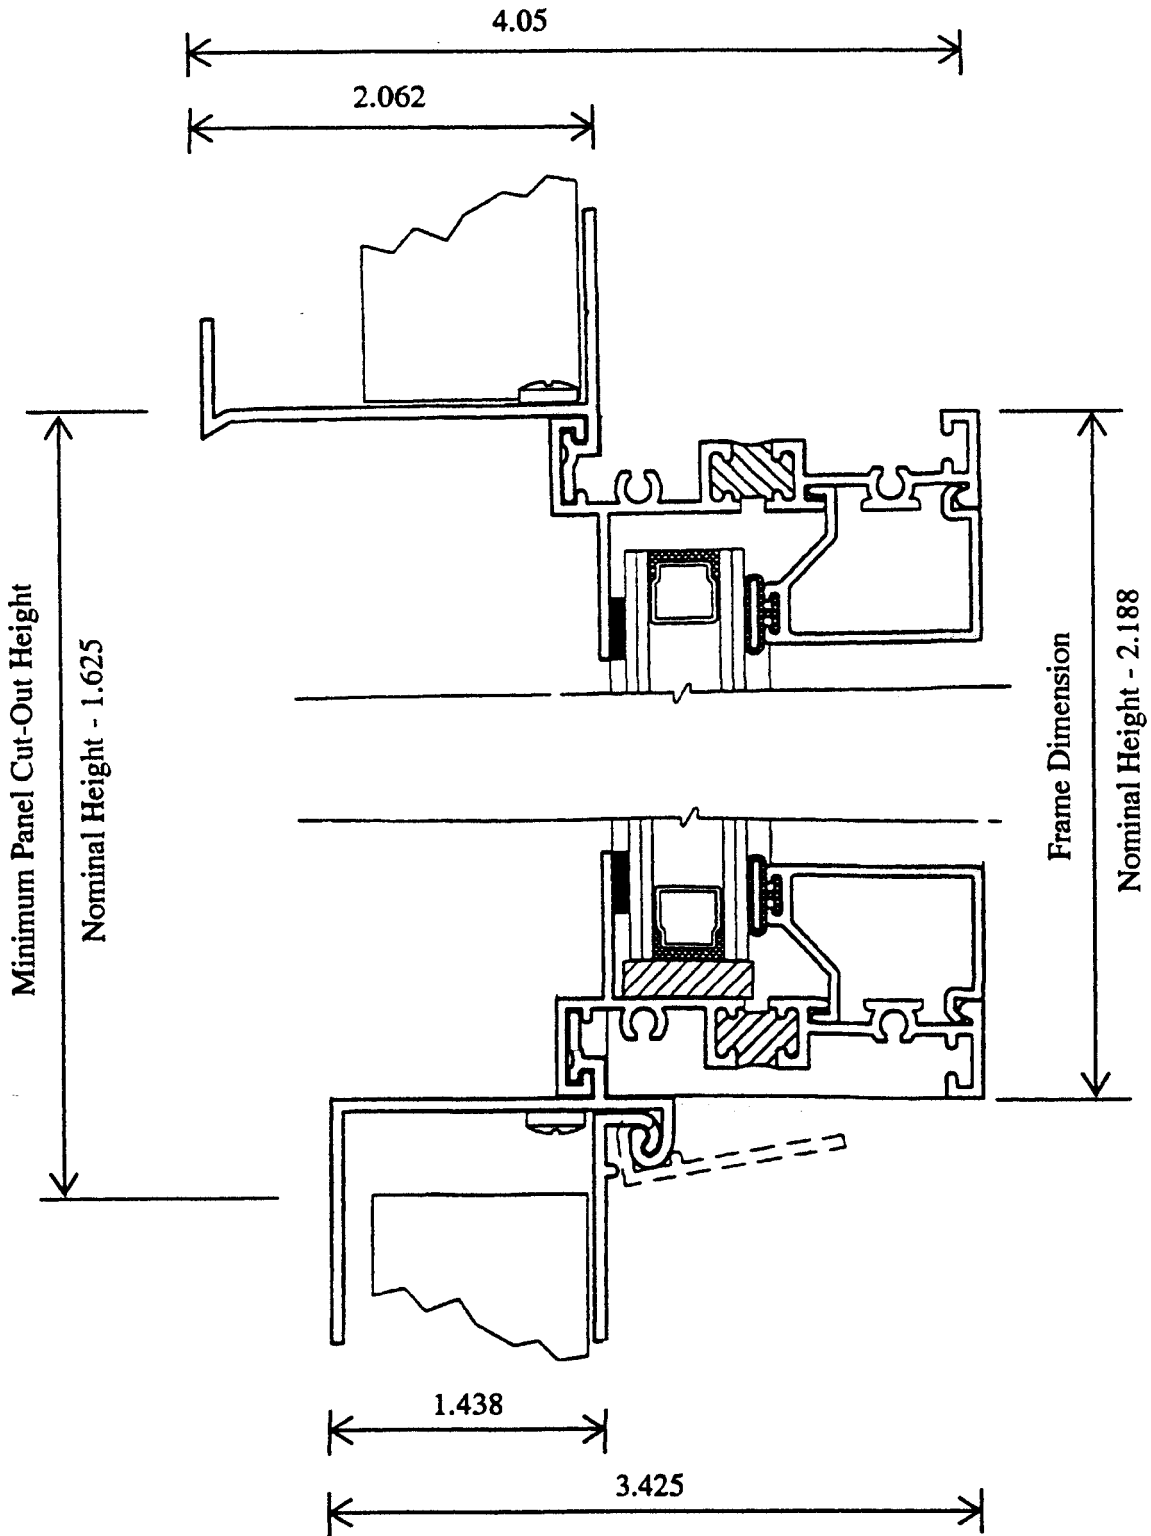 4.05
2.062
Minimum Panel Cut-Out Height
Nominal Height - 1.625
Frame Dimension
Nominal Height - 2.188
1.438
3.425